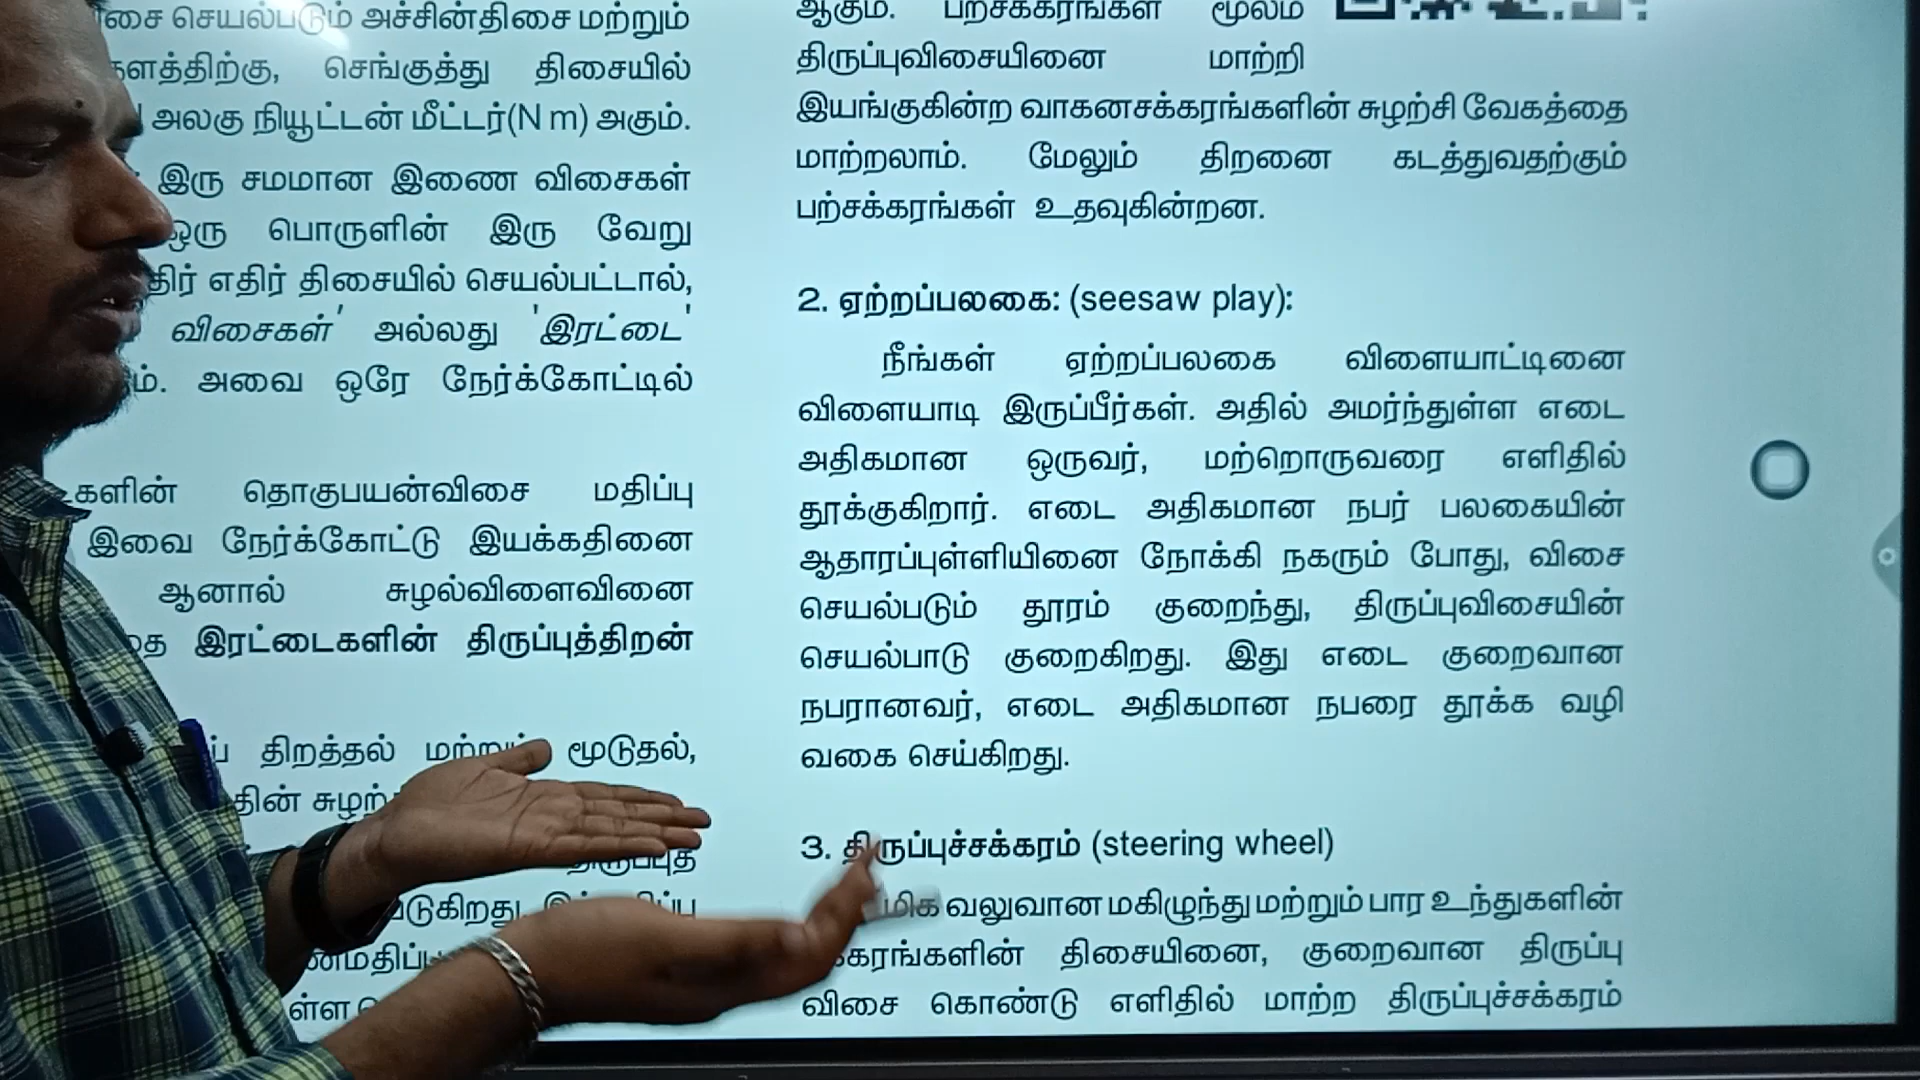 செயல்படும் அச்சின்திசை மற்றும்
தளத்திற்கு, செங்குத்து திசையில்
அலகு நியூட்டன் மீட்டர்(N m) அகும்.
இரு சமமான இணை விசைகள்
ஒரு பொருளின் இரு வேறு
எதிர் திசையில் செயல்பட்டால்,
விசைகள்' அல்லது 'இரட்டை'
அவை ஒரே நேர்க்கோட்டில்
தொகுபயன்விசை மதிப்பு
இவை நேர்க்கோட்டு இயக்கதினை
ஆனால் சுழல்விளைவினை
இரட்டைகளின் திருப்புத்திறன்
திறத்தல் மற்றும் மூடுதல்,
ஆகும். பற்சக்கரங்கள் மூலம்
திருப்புவிசையினை மாற்றி
இயங்குகின்ற வாகனசக்கரங்களின் சுழற்சி வேகத்தை
மாற்றலாம். மேலும் திறனை கடத்துவதற்கும்
பற்சக்கரங்கள் உதவுகின்றன.
2. ஏற்றப்பலகை: (seesaw play):
நீங்கள் ஏற்றப்பலகை விளையாட்டினை
விளையாடி இருப்பீர்கள். அதில் அமர்ந்துள்ள எடை
அதிகமான ஒருவர், மற்றொருவரை எளிதில்
தூக்குகிறார். எடை அதிகமான நபர் பலகையின்
ஆதாரப்புள்ளியினை நோக்கி நகரும் போது, விசை
செயல்படும் தூரம் குறைந்து, திருப்புவிசையின்
செயல்பாடு குறைகிறது. இது எடை குறைவான
நபரானவர், எடை அதிகமான நபரை தூக்க வழி
வகை செய்கிறது.
3. திருப்புச்சக்கரம் (steering wheel)
மிக வலுவான மகிழுந்து மற்றும் பார உந்துகளின்
திசையினை, குறைவான திருப்பு
விசை கொண்டு எளிதில் மாற்ற திருப்புச்சக்கரம்